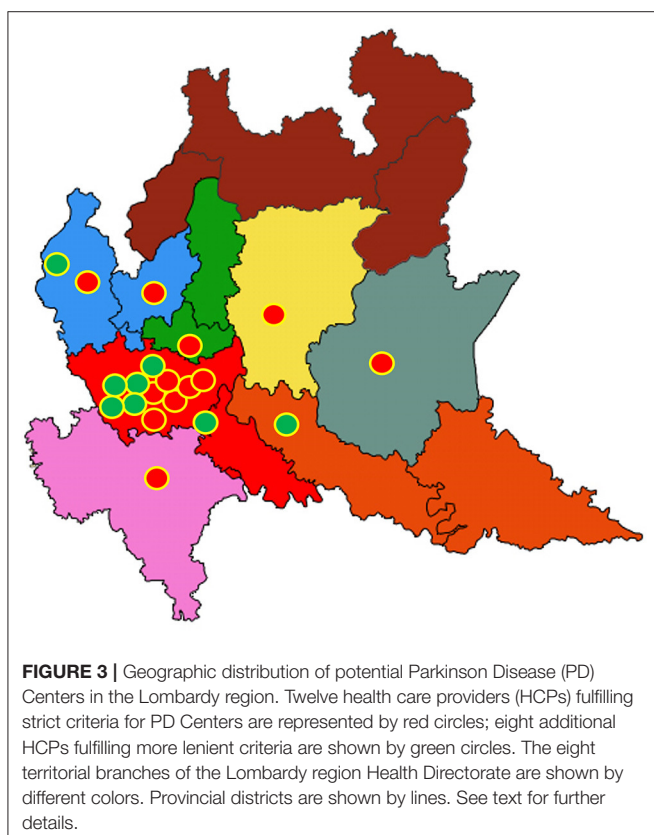 FIGURE 3 | Geographic distribution of potential Parkinson Disease (PD)
Centers in the Lombardy region. Twelve health care providers (HCPs) fulfilling
strict criteria for PD Centers are represented by red circles; eight additional
HCPs fulfilling more lenient criteria are shown by green circles. The eight
territorial branches of the Lombardy region Health Directorate are shown by
different colors. Provincial districts are shown by lines. See text for further
details.